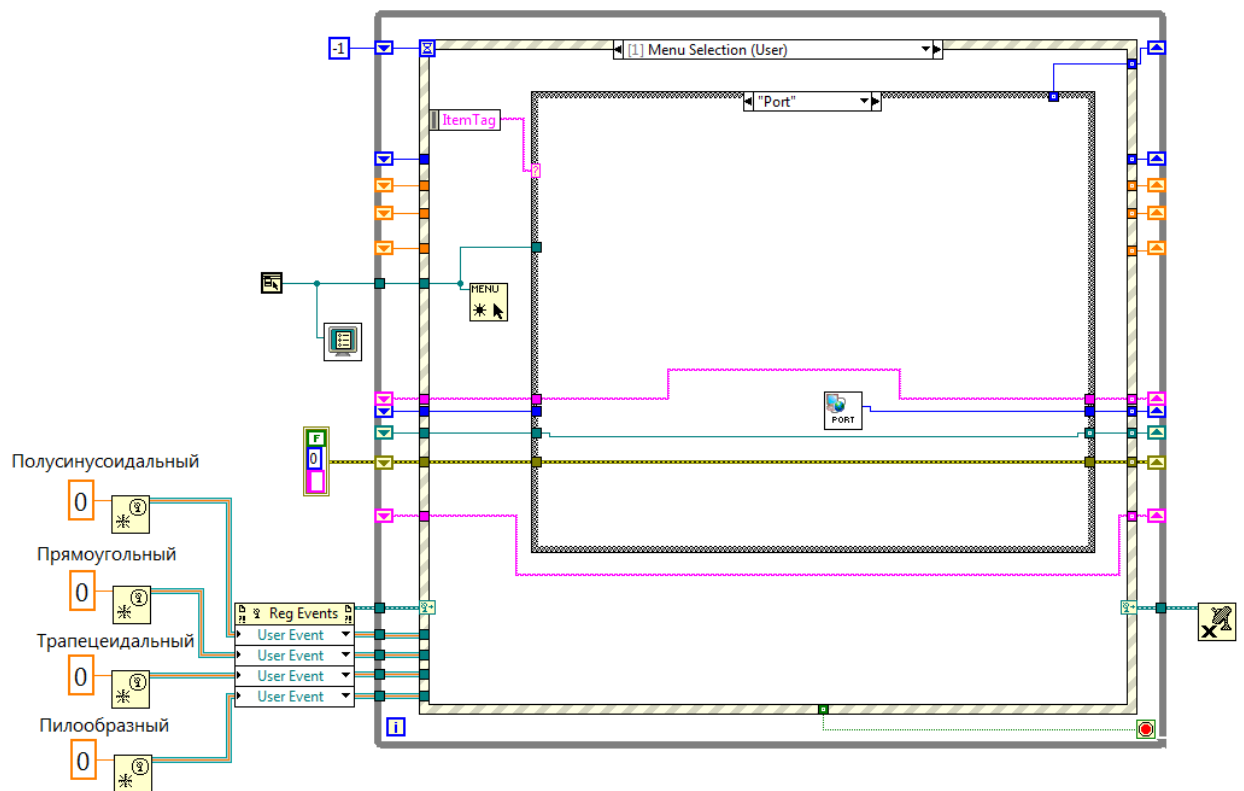 -1
[1] Menu Selection (User)
"Port"
ItemTag
?
MENU
PORT
F
0
Полусинусоидальный
0
Прямоугольный
0
Reg Events
User Event
User Event
User Event
User Event
Трапецеидальный
0
Пилообразный
0
i